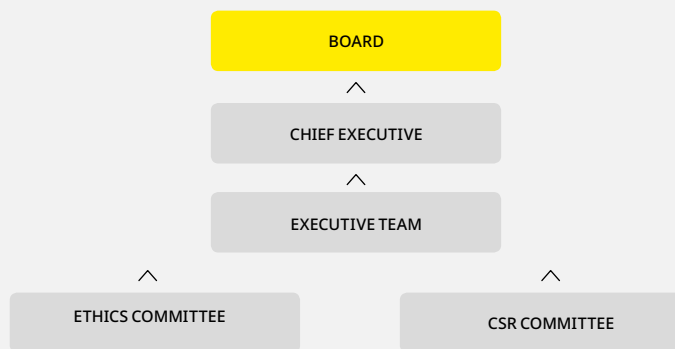 BOARD
CHIEF EXECUTIVE
EXECUTIVE TEAM
ETHICS COMMITTEE
CSR COMMITTEE